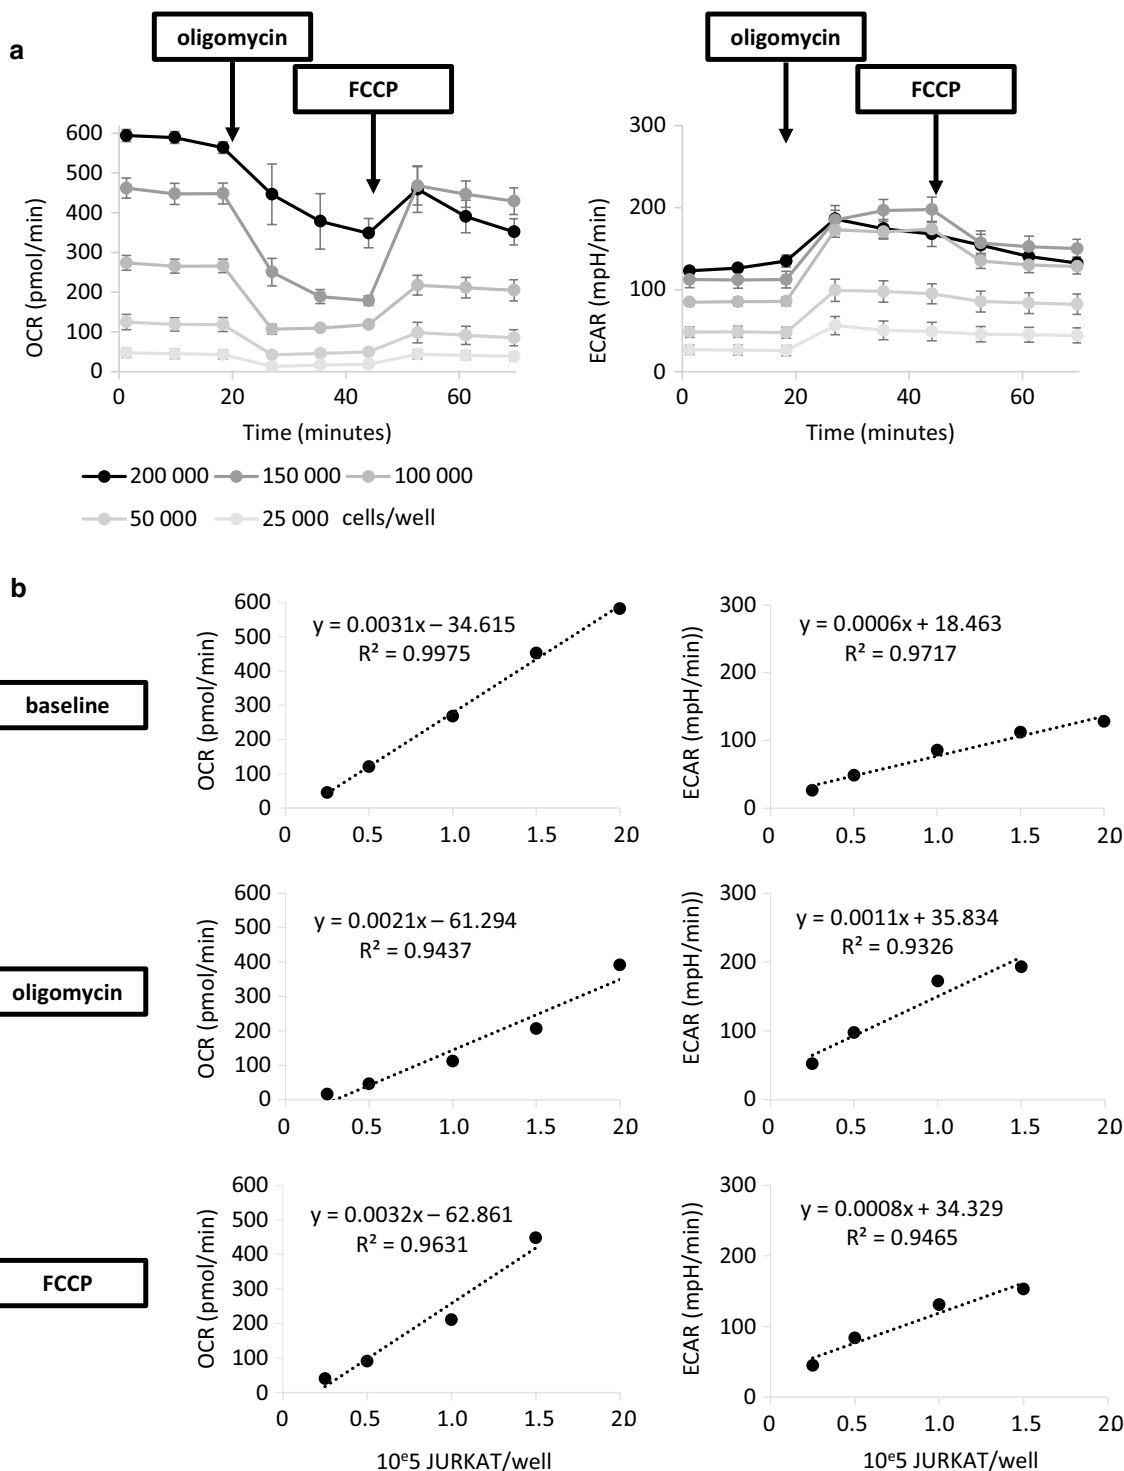 a
oligomycin
FCCP
OCR (pmol/min)
600
500
400
300
200
100
0
0 20 40 60
Time (minutes)
oligomycin
FCCP
ECAR (mpH/min)
300
200
100
0
0 20 40 60
Time (minutes)
200 000 150 000 100 000
50 000 25 000 cells/well
b
baseline
OCR (pmol/min)
600
500
400
300
200
100
0
y = 0.0031x – 34.615
R² = 0.9975
0 0.5 1.0 1.5 2.0
ECAR (mpH/min))
300
200
100
0
y = 0.0006x + 18.463
R² = 0.9717
0 0.5 1.0 1.5 2.0
oligomycin
OCR (pmol/min)
600
500
400
300
200
100
0
y = 0.0021x – 61.294
R² = 0.9437
0 0.5 1.0 1.5 2.0
ECAR (mpH/min))
300
200
100
0
y = 0.0011x + 35.834
R² = 0.9326
0 0.5 1.0 1.5 2.0
FCCP
OCR (pmol/min)
600
500
400
300
200
100
0
y = 0.0032x – 62.861
R² = 0.9631
0 0.5 1.0 1.5 2.0
10ᵉ5 JURKAT/well
ECAR (mpH/min))
300
200
100
0
y = 0.0008x + 34.329
R² = 0.9465
0 0.5 1.0 1.5 2.0
10ᵉ5 JURKAT/well